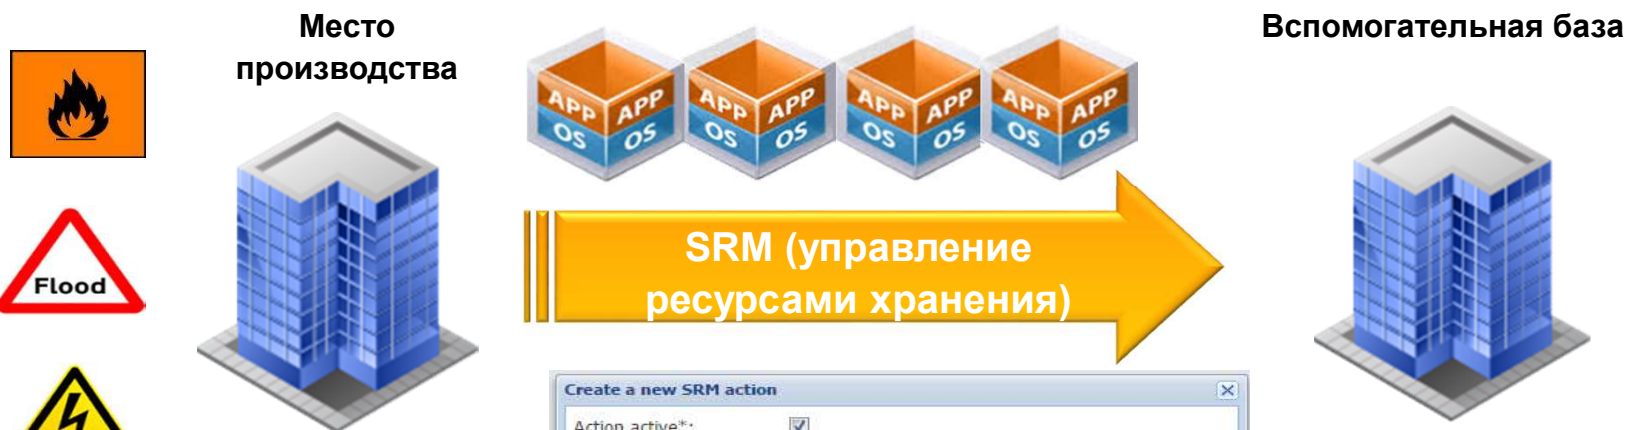 Место
производства
Вспомогательная база
APP APP APP APP APP APP APP APP
OS OS OS OS OS OS OS OS
Flood
SRM (управление
ресурсами хранения)
Create a new SRM action
Action active*: